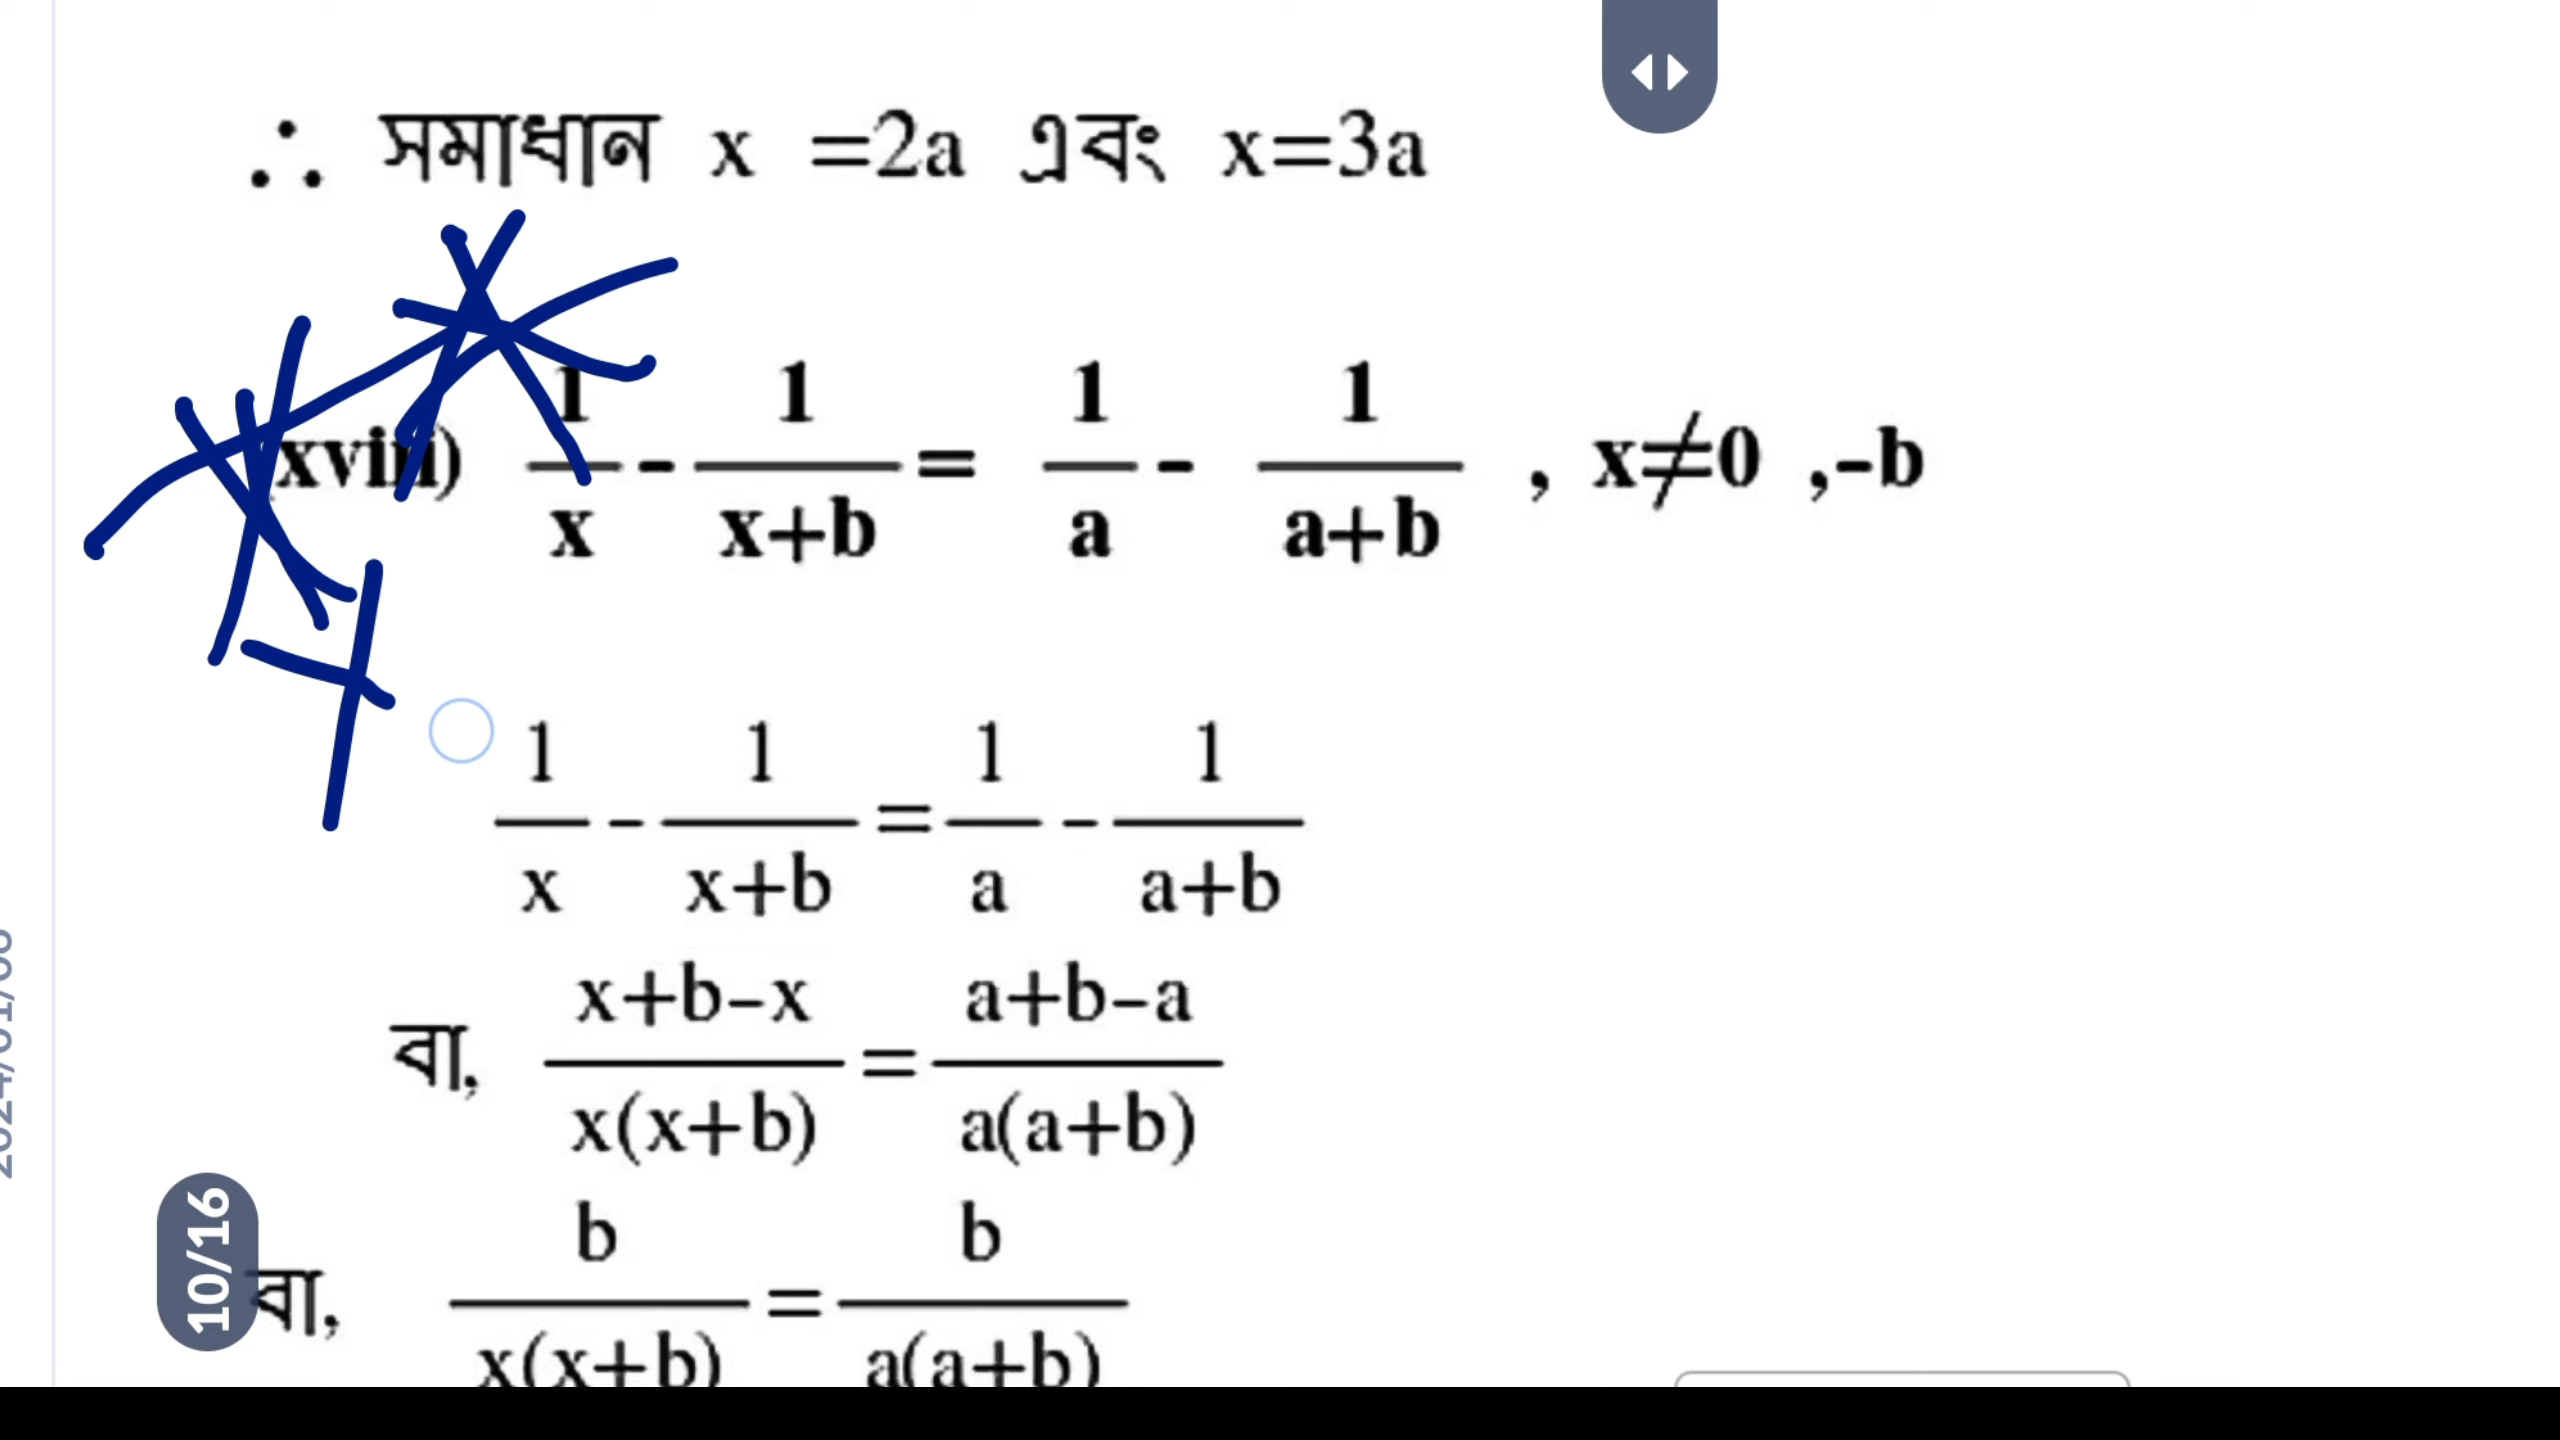 ∴ সমাধান x =2a এবং x=3a
(xviii) 1/x - 1/x+b = 1/a - 1/a+b , x≠0 ,-b
1/x - 1/x+b = 1/a - 1/a+b
বা, x+b-x/x(x+b) = a+b-a/a(a+b)
বা, b/x(x+b) = b/a(a+b)
10/16